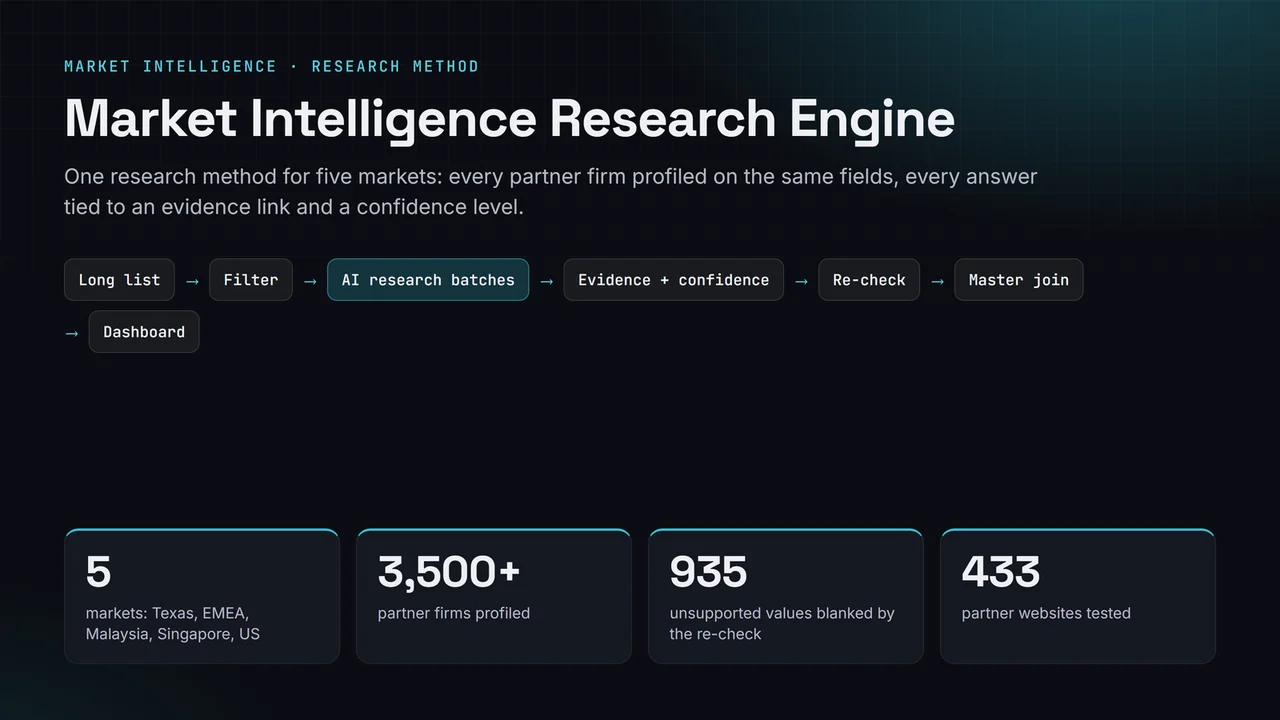 MARKET INTELLIGENCE · RESEARCH METHOD
Market Intelligence Research Engine
One research method for five markets: every partner firm profiled on the same fields, every answer
tied to an evidence link and a confidence level.
Long list → Filter → AI research batches → Evidence + confidence → Re-check → Master join
→ Dashboard
5
markets: Texas, EMEA,
Malaysia, Singapore, US
3,500+
partner firms profiled
935
unsupported values blanked by
the re-check
433
partner websites tested